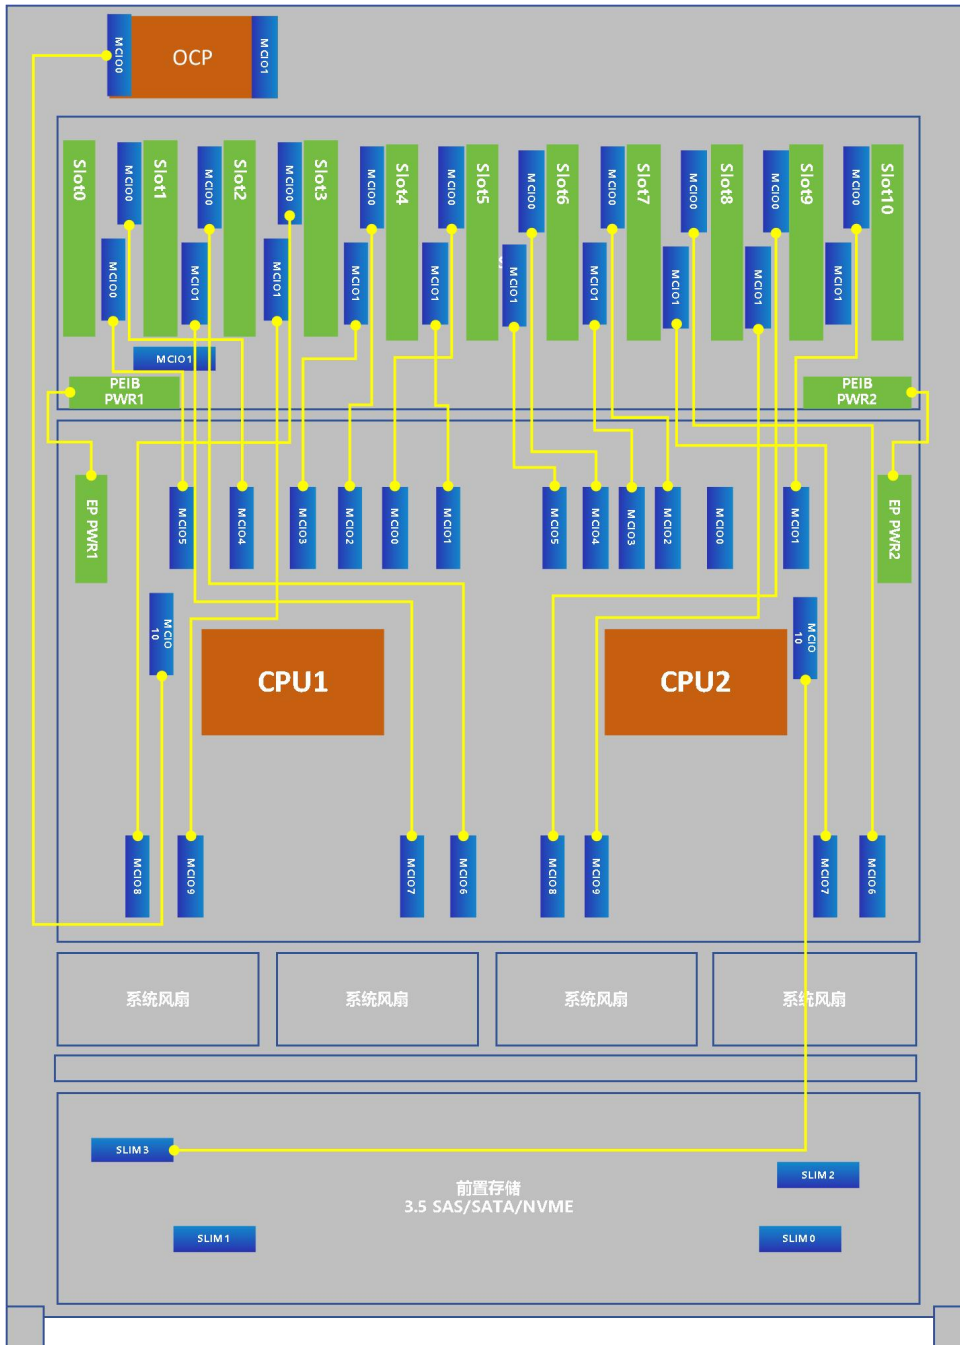 MCIO0
OCP
MCIO1
Slot0
MCIO0
Slot1
MCIO0
Slot2
MCIO0
Slot3
MCIO0
Slot4
MCIO0
Slot5
MCIO0
Slot6
MCIO0
Slot7
MCIO0
Slot8
MCIO0
Slot9
MCIO0
Slot10
MCIO0
MCIO1
MCIO1
MCIO1
MCIO1
MCIO1
MCIO1
MCIO1
MCIO1
MCIO1
MCIO1
PEIB
PWR1
PEIB
PWR2
EP PWR1
MCIO5
MCIO4
MCIO3
MCIO2
MCIO0
MCIO1
MCIO5
MCIO4
MCIO3
MCIO2
MCIO0
MCIO1
EP PWR2
MCIO
10
CPU1
CPU2
MCIO
10
MCIO8
MCIO9
MCIO7
MCIO6
MCIO8
MCIO9
MCIO7
MCIO6
系统风扇
系统风扇
系统风扇
系统风扇
SLIM3
SLIM2
前置存储
3.5 SAS/SATA/NVME
SLIM1
SLIM0